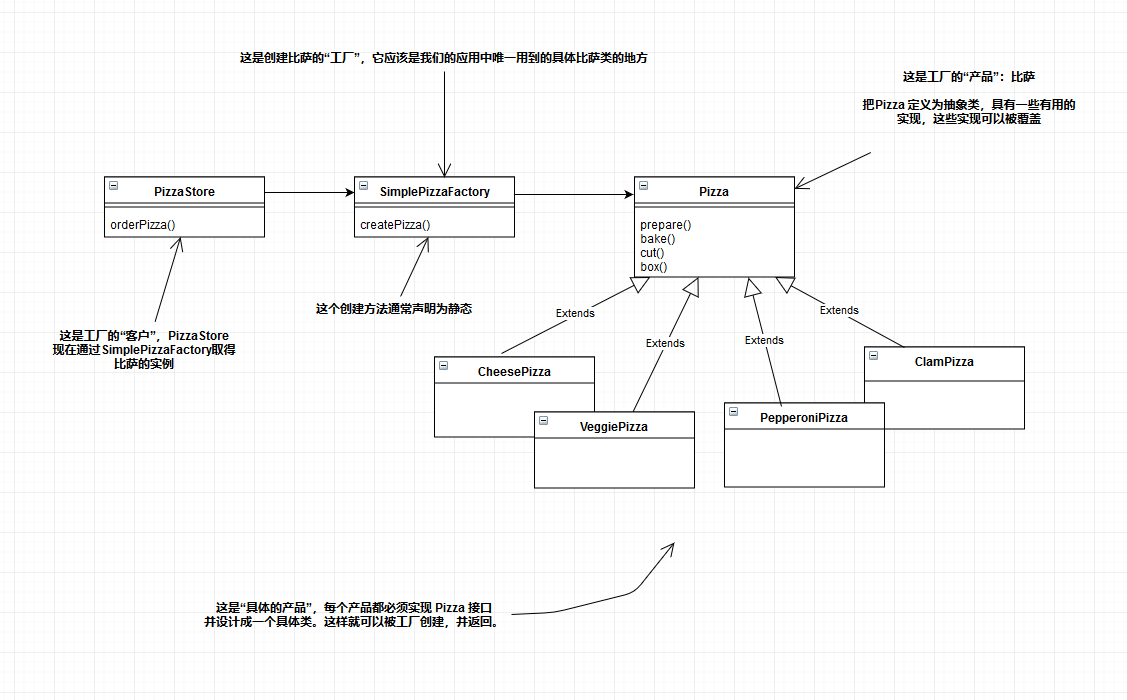 这是创建比萨的“工厂”，它应该是我们的应用中唯一用到的具体比萨类的地方
这是工厂的“产品”：比萨
把Pizza 定义为抽象类，具有一些有用的
实现，这些实现可以被覆盖
PizzaStore
orderPizza()
SimplePizzaFactory
createPizza()
Pizza
prepare()
bake()
cut()
box()
这个创建方法通常声明为静态
这是工厂的“客户”，PizzaStore
现在通过SimplePizzaFactory取得
比萨的实例
Extends
Extends
Extends
Extends
CheesePizza
VeggiePizza
PepperoniPizza
ClamPizza
这是“具体的产品”，每个产品都必须实现 Pizza 接口
并设计成一个具体类。这样就可以被工厂创建，并返回。